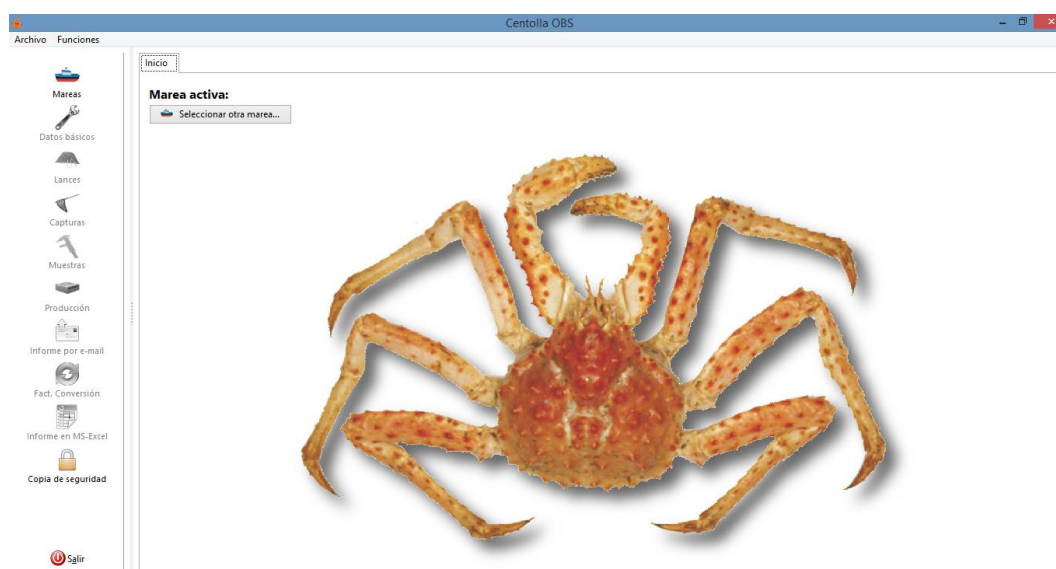 Centolla OBS
Archivo Funciones
Mareas
Datos básicos
Lances
Capturas
Muestras
Producción
Informe por e-mail
Fact. Conversión
Informe en MS-Excel
Copia de seguridad
Salir
Inicio
Marea activa:
Seleccionar otra marea...